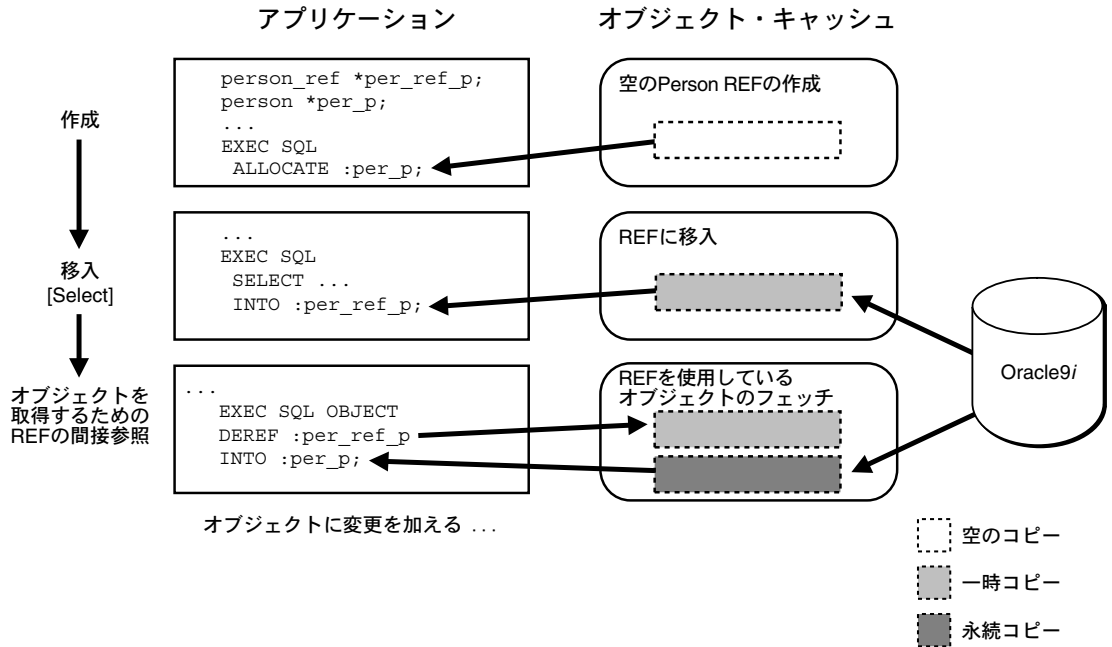 アプリケーション
オブジェクト・キャッシュ
作成
person_ref *per_ref_p;
person *per_p;
...
EXEC SQL
ALLOCATE :per_p;
空のPerson REFの作成
移入
[Select]
...
EXEC SQL
SELECT ...
INTO :per_ref_p;
REFに移入
Oracle9i
オブジェクトを
取得するための
REFの間接参照
...
EXEC SQL OBJECT
DEREF :per_ref_p
INTO :per_p;
REFを使用している
オブジェクトのフェッチ
オブジェクトに変更を加える ...
空のコピー
一時コピー
永続コピー